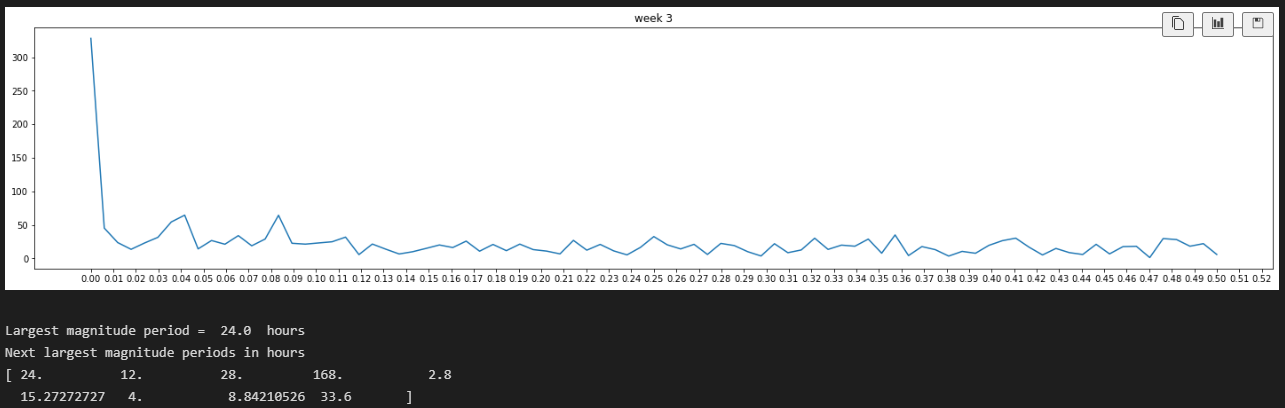 week 3
300
250
200
150
100
50
0
0.00 0.01 0.02 0.03 0.04 0.05 0.06 0.07 0.08 0.09 0.10 0.11 0.12 0.13 0.14 0.15 0.16 0.17 0.18 0.19 0.20 0.21 0.22 0.23 0.24 0.25 0.26 0.27 0.28 0.29 0.30 0.31 0.32 0.33 0.34 0.35 0.36 0.37 0.38 0.39 0.40 0.41 0.42 0.43 0.44 0.45 0.46 0.47 0.48 0.49 0.50 0.51 0.52
Largest magnitude period =  24.0  hours
Next largest magnitude periods in hours
[ 24.          12.          28.         168.           2.8
  15.27272727   4.           8.84210526  33.6       ]